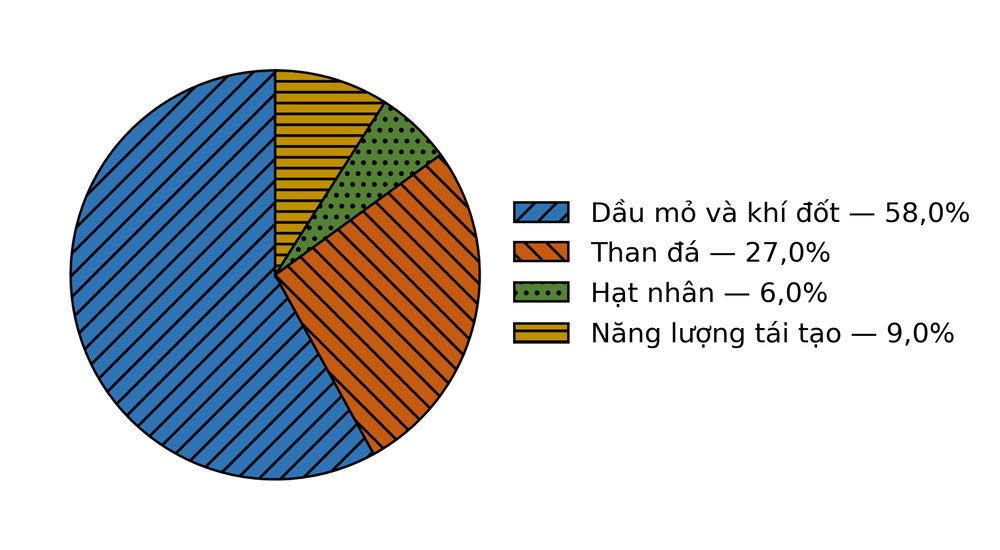 Dầu mỏ và khí đốt — 58,0%
Than đá — 27,0%
Hạt nhân — 6,0%
Năng lượng tái tạo — 9,0%